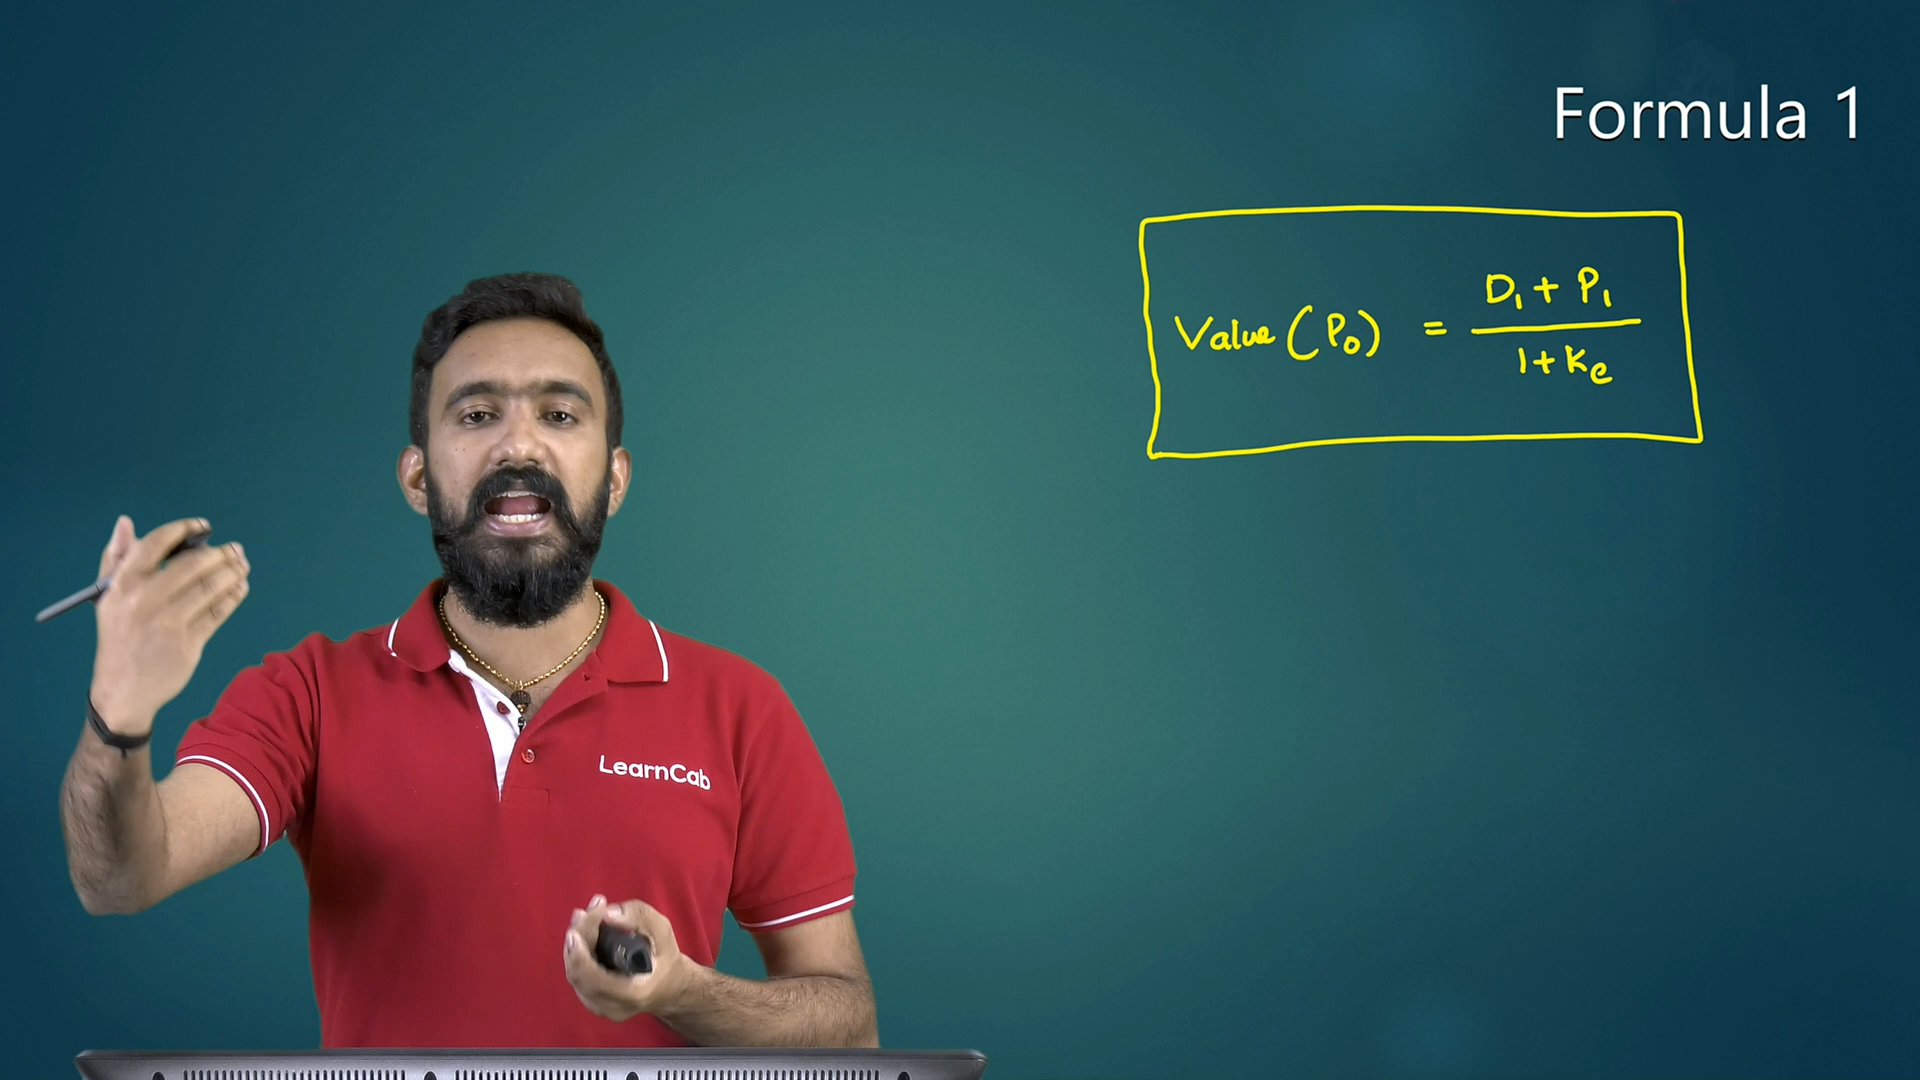 Formula 1
Value (P₀) = (D₁ + P₁) / (1 + Ke)
LearnCab